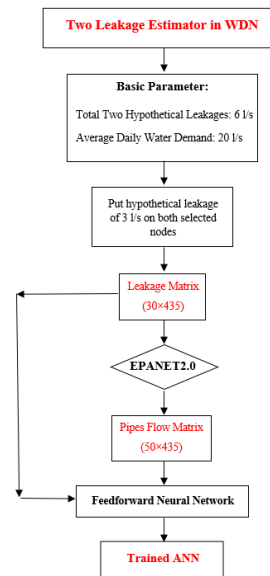 Two Leakage Estimator in WDN
Basic Parameter:
Total Two Hypothetical Leakages: 6 l/s
Average Daily Water Demand: 20 l/s
Put hypothetical leakage
of 3 l/s on both selected
nodes
Leakage Matrix
(30×435)
EPANET2.0
Pipes Flow Matrix
(50×435)
Feedforward Neural Network
Trained ANN